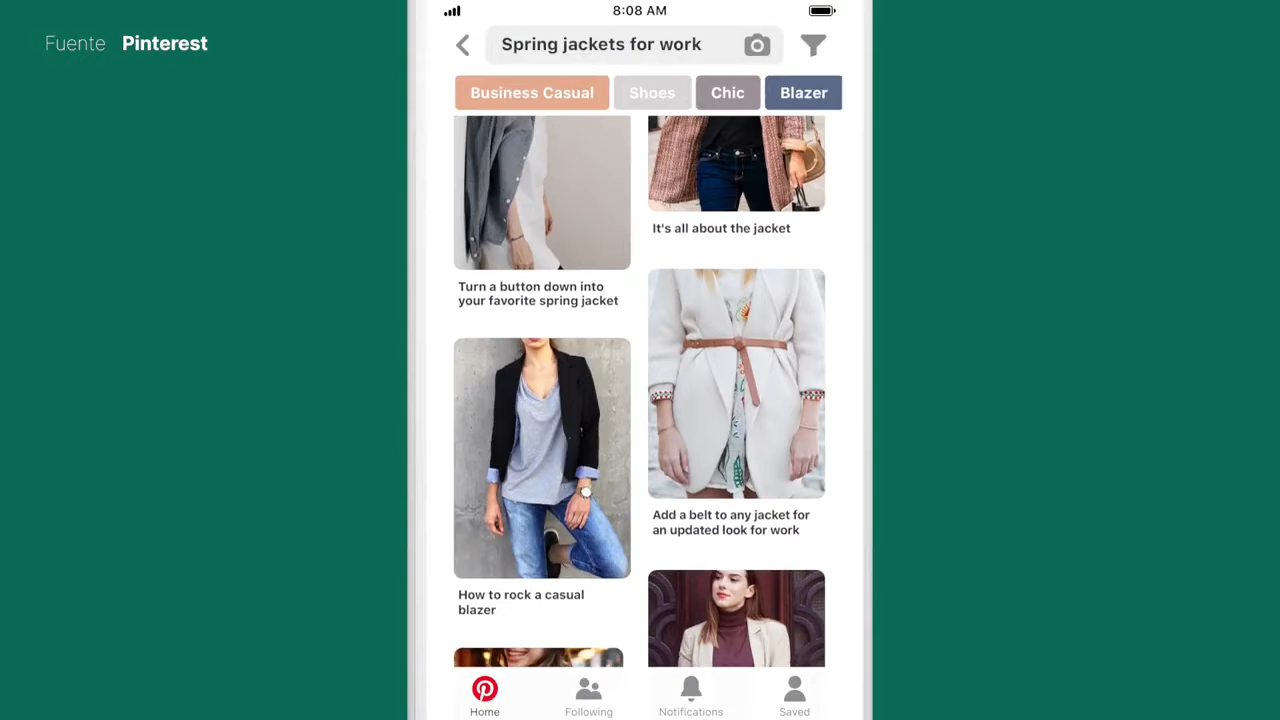 Fuente Pinterest
8:08 AM
Spring jackets for work
Business Casual
Shoes
Chic
Blazer
It's all about the jacket
Turn a button down into
your favorite spring jacket
Add a belt to any jacket for
an updated look for work
How to rock a casual
blazer
Home
Following
Notifications
Saved